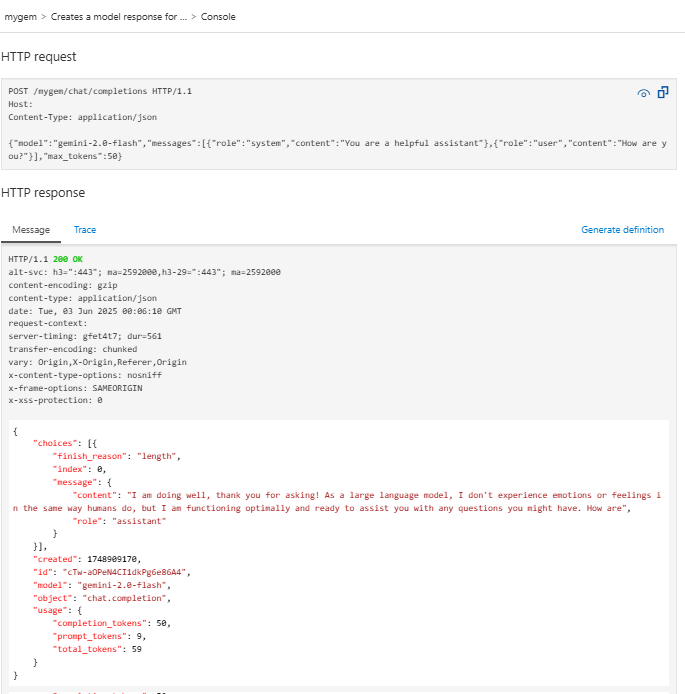 mygem > Creates a model response for ... > Console
HTTP request
POST /mygem/chat/completions HTTP/1.1
Host:
Content-Type: application/json
{"model":"gemini-2.0-flash","messages":[{"role":"system","content":"You are a helpful assistant"},{"role":"user","content":"How are y
ou?"}],"max_tokens":50}
HTTP response
Message Trace Generate definition
HTTP/1.1 200 OK
alt-svc: h3=":443"; ma=2592000,h3-29=":443"; ma=2592000
content-encoding: gzip
content-type: application/json
date: Tue, 03 Jun 2025 00:06:10 GMT
request-context:
server-timing: gfet4t7; dur=561
transfer-encoding: chunked
vary: Origin,X-Origin,Referer,Origin
x-content-type-options: nosniff
x-frame-options: SAMEORIGIN
x-xss-protection: 0
{
"choices": [{
"finish_reason": "length",
"index": 0,
"message": {
"content": "I am doing well, thank you for asking! As a large language model, I don't experience emotions or feelings i
n the same way humans do, but I am functioning optimally and ready to assist you with any questions you might have. How are",
"role": "assistant"
}
}],
"created": 1748909170,
"id": "cTw-aOPeN4CI1dkPg6e86A4",
"model": "gemini-2.0-flash",
"object": "chat.completion",
"usage": {
"completion_tokens": 50,
"prompt_tokens": 9,
"total_tokens": 59
}
}